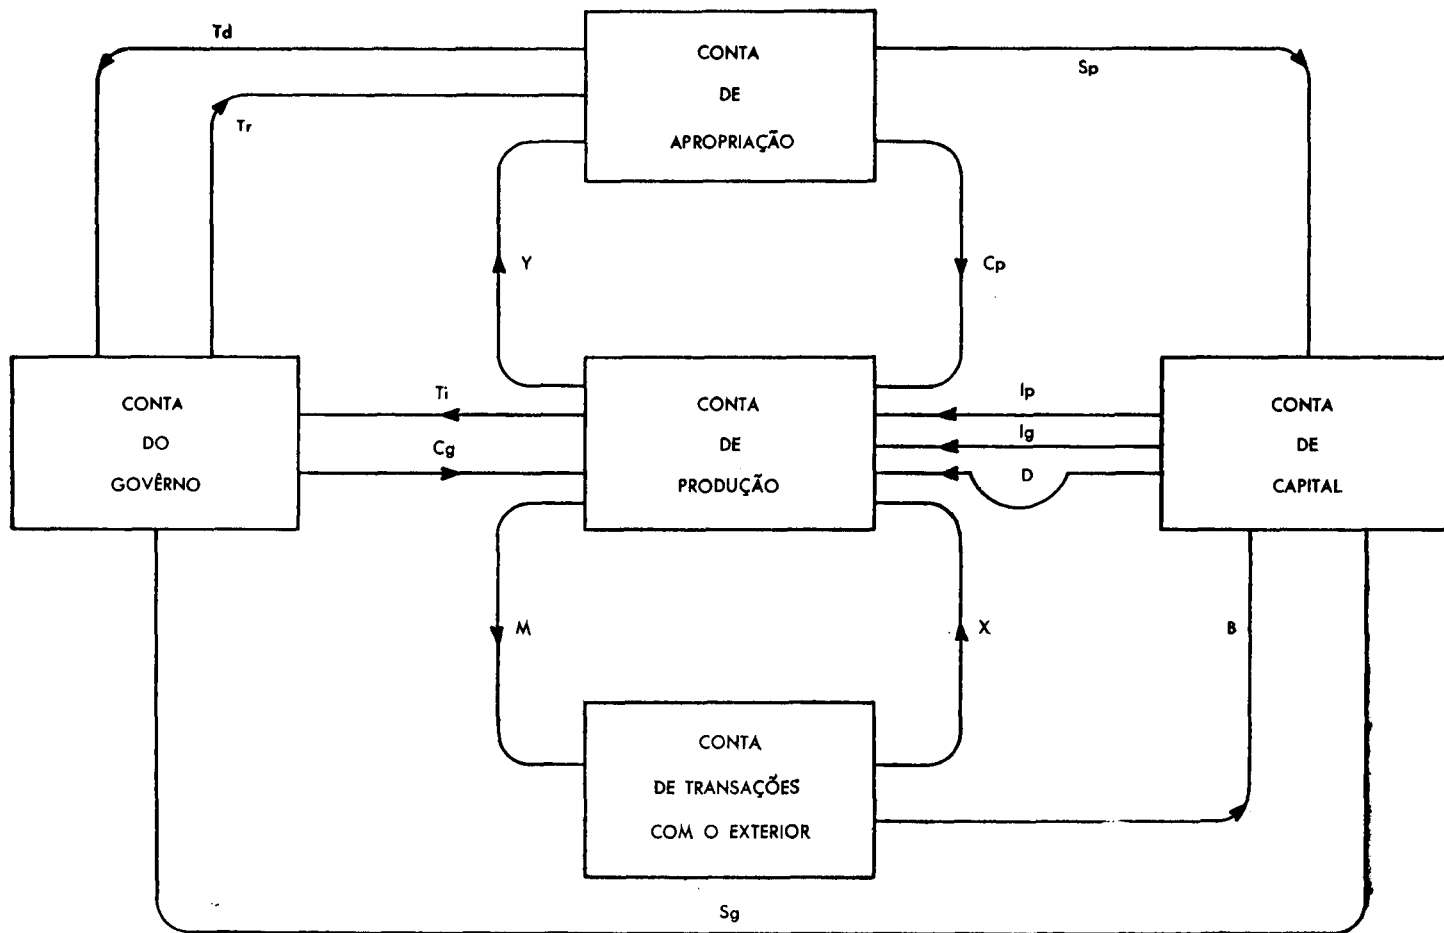 Td
CONTA
DE
APROPRIAÇÃO
Sp
Tr
Y
Cp
CONTA
DO
GOVÊRNO
Ti
Cg
CONTA
DE
PRODUÇÃO
Ip
Ig
D
CONTA
DE
CAPITAL
M
X
B
CONTA
DE TRANSAÇÕES
COM O EXTERIOR
Sg